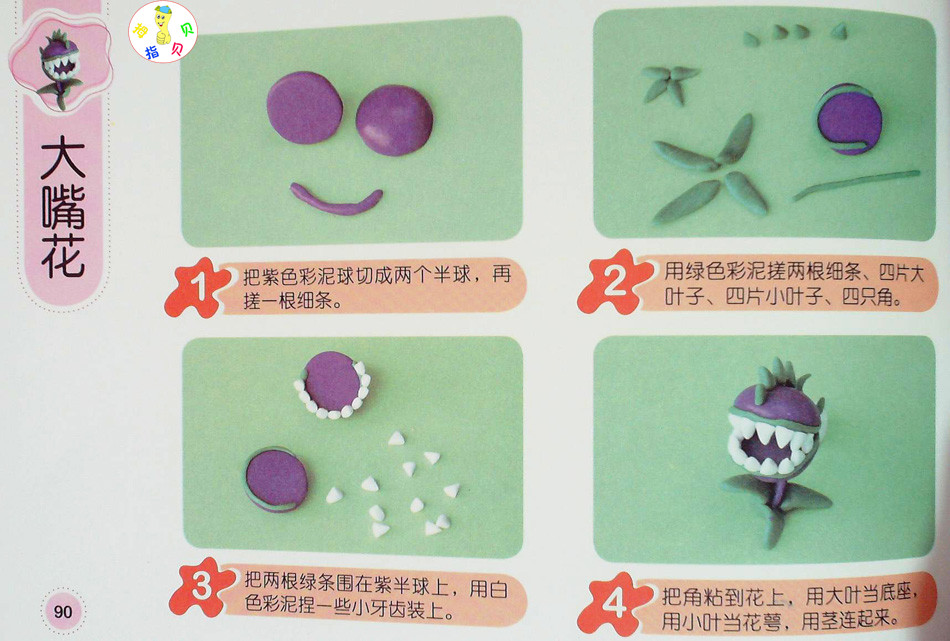 拇
指
贝
贝
大嘴花
1
把紫色彩泥球切成两个半球，再
搓一根细条。
2
用绿色彩泥搓两根细条、四片大
叶子、四片小叶子、四只角。
3
把两根绿条围在紫半球上，用白
色彩泥捏一些小牙齿装上。
4
把角粘到花上，用大叶当底座，
用小叶当花萼，用茎连起来。
90